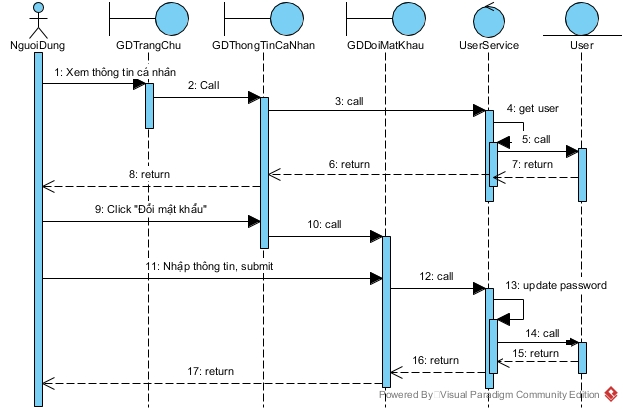 NguoiDung
GDTrangChu
GDThongTinCaNhan
GDDoiMatKhau
UserService
User
1: Xem thông tin cá nhân
2: Call
3: call
4: get user
5: call
6: return
7: return
8: return
9: Click "Đổi mật khẩu"
10: call
11: Nhập thông tin, submit
12: call
13: update password
14: call
15: return
16: return
17: return
Powered By Visual Paradigm Community Edition